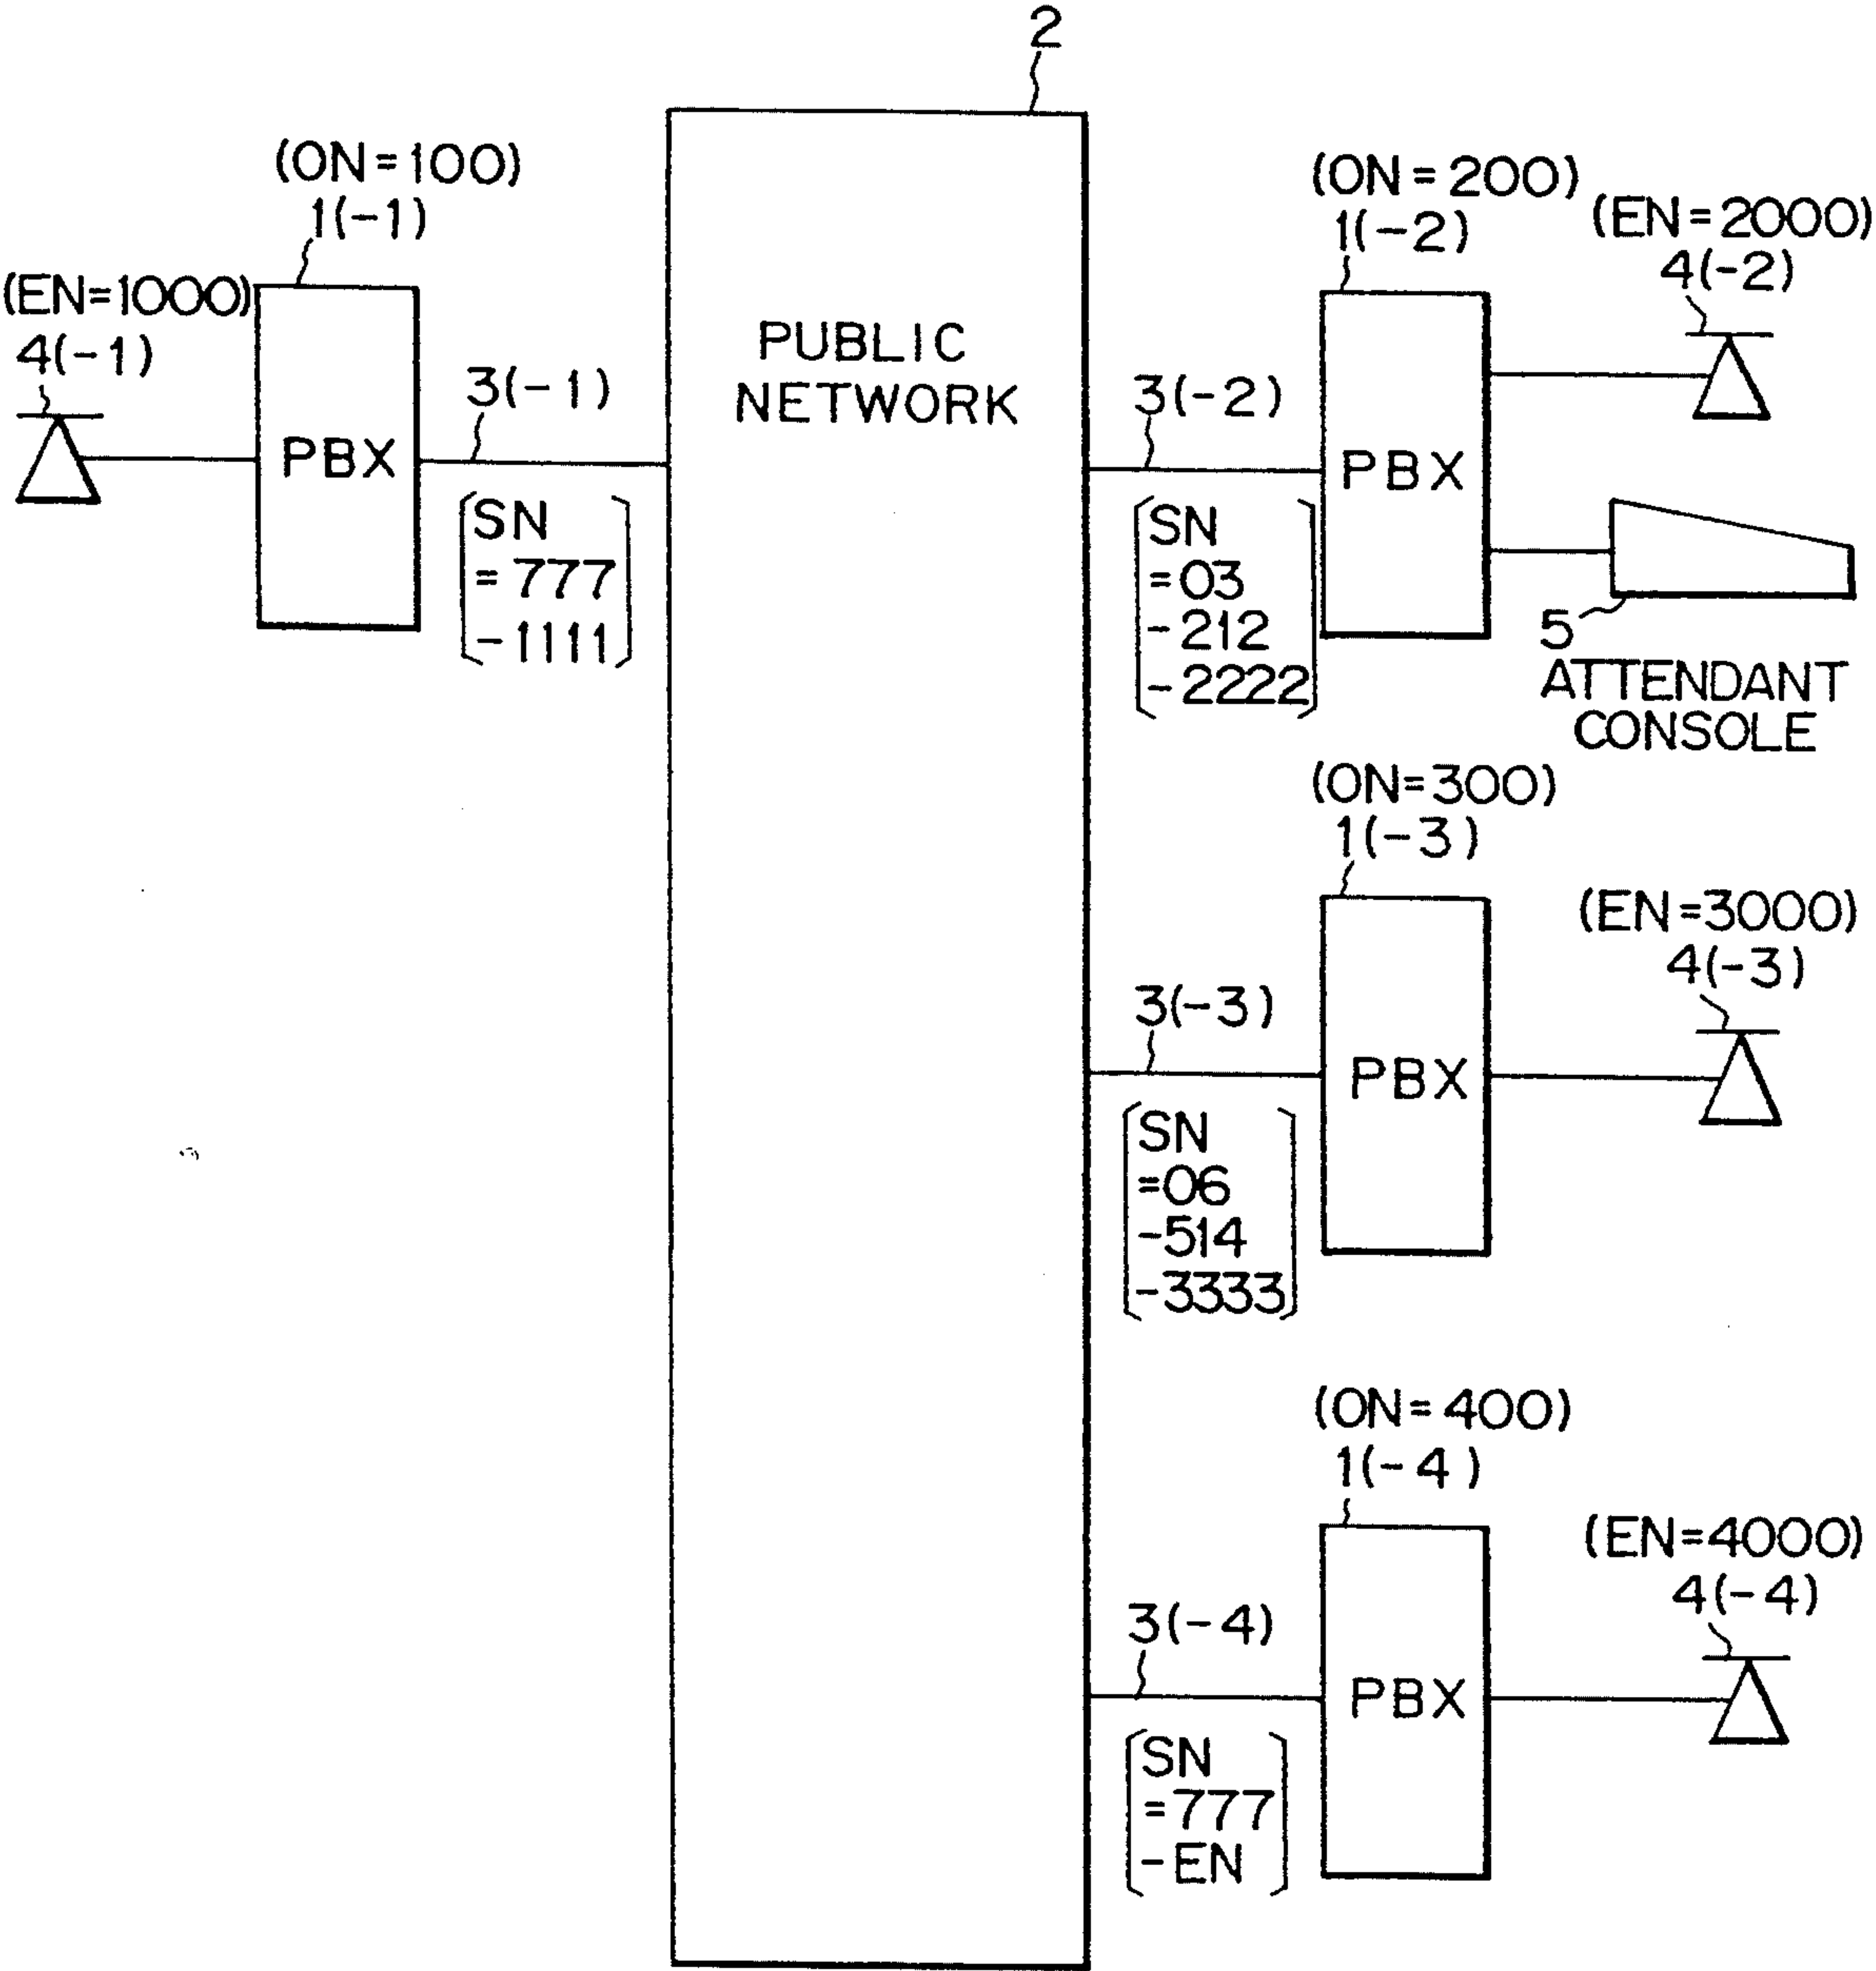 2
(ON=100)
1(-1)
(EN=1000)
4(-1)
PBX
3(-1)
SN
=777
-1111
PUBLIC
NETWORK
(ON=200)
1(-2)
(EN=2000)
4(-2)
3(-2)
PBX
SN
=03
-212
-2222
5
ATTENDANT
CONSOLE
(ON=300)
1(-3)
(EN=3000)
4(-3)
3(-3)
PBX
SN
=06
-514
-3333
(ON=400)
1(-4)
(EN=4000)
4(-4)
3(-4)
PBX
SN
=777
-EN